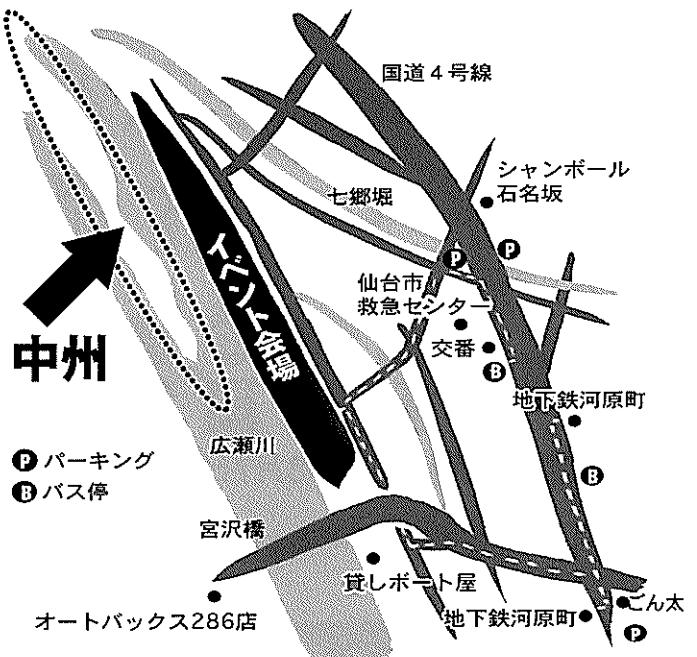 国道４号線
シャンボール
石名坂
七郷堀
P
P
仙台市
救急センター
交番
B
イベント会場
中州
地下鉄河原町
広瀬川
P パーキング
B バス停
B
宮沢橋
貸しボート屋
オートバックス286店
地下鉄河原町
ごん太
P